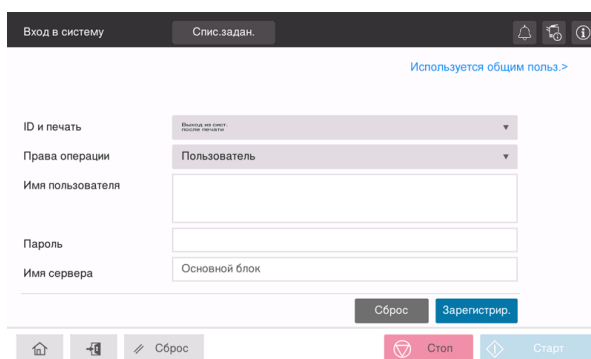 Вход в систему
Спис.задан.
Используется общим польз.>
ID и печать
Выход из сист.
после печати
Права операции
Пользователь
Имя пользователя
Пароль
Имя сервера
Основной блок
Сброс
Зарегистрир.
Сброс
Стоп
Старт